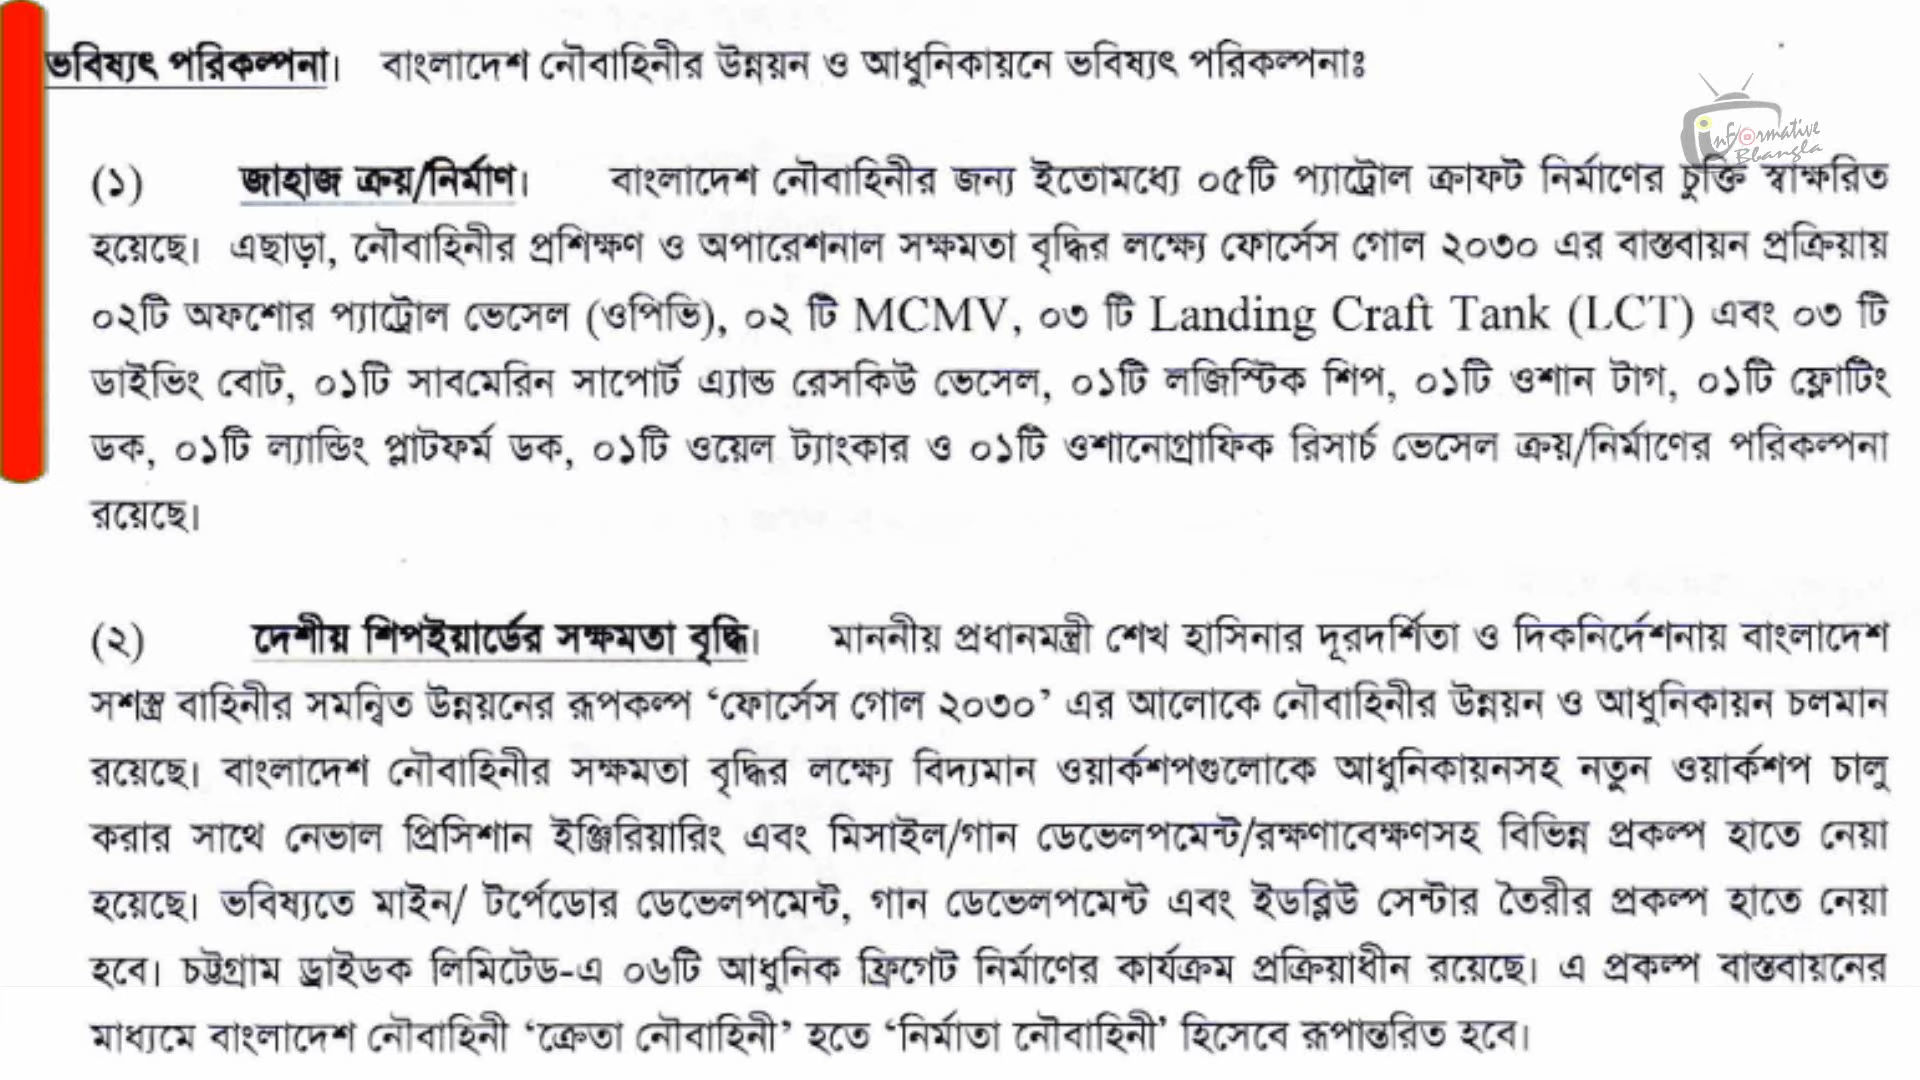 ভবিষ্যৎ পরিকল্পনা। বাংলাদেশ নৌবাহিনীর উন্নয়ন ও আধুনিকায়নে ভবিষ্যৎ পরিকল্পনাঃ
informative Bbangla
(১) জাহাজ ক্রয়/নির্মাণ। বাংলাদেশ নৌবাহিনীর জন্য ইতোমধ্যে ০৫টি প্যাট্রোল ক্রাফট নির্মাণের চুক্তি স্বাক্ষরিত
হয়েছে। এছাড়া, নৌবাহিনীর প্রশিক্ষণ ও অপারেশনাল সক্ষমতা বৃদ্ধির লক্ষ্যে ফোর্সেস গোল ২০৩০ এর বাস্তবায়ন প্রক্রিয়ায়
০২টি অফশোর প্যাট্রোল ভেসেল (ওপিভি), ০২ টি MCMV, ০৩ টি Landing Craft Tank (LCT) এবং ০৩ টি
ডাইভিং বোট, ০১টি সাবমেরিন সাপোর্ট এ্যান্ড রেসকিউ ভেসেল, ০১টি লজিস্টিক শিপ, ০১টি ওশান টাগ, ০১টি ফ্লোটিং
ডক, ০১টি ল্যান্ডিং প্লাটফর্ম ডক, ০১টি ওয়েল ট্যাংকার ও ০১টি ওশানোগ্রাফিক রিসার্চ ভেসেল ক্রয়/নির্মাণের পরিকল্পনা
রয়েছে।
(২) দেশীয় শিপইয়ার্ডের সক্ষমতা বৃদ্ধি। মাননীয় প্রধানমন্ত্রী শেখ হাসিনার দূরদর্শিতা ও দিকনির্দেশনায় বাংলাদেশ
সশস্ত্র বাহিনীর সমন্বিত উন্নয়নের রূপকল্প ‘ফোর্সেস গোল ২০৩০’ এর আলোকে নৌবাহিনীর উন্নয়ন ও আধুনিকায়ন চলমান
রয়েছে। বাংলাদেশ নৌবাহিনীর সক্ষমতা বৃদ্ধির লক্ষ্যে বিদ্যমান ওয়ার্কশপগুলোকে আধুনিকায়নসহ নতুন ওয়ার্কশপ চালু
করার সাথে নেভাল প্রিসিশান ইঞ্জিরিয়ারিং এবং মিসাইল/গান ডেভেলপমেন্ট/রক্ষণাবেক্ষণসহ বিভিন্ন প্রকল্প হাতে নেয়া
হয়েছে। ভবিষ্যতে মাইন/ টর্পেডোর ডেভেলপমেন্ট, গান ডেভেলপমেন্ট এবং ইডব্লিউ সেন্টার তৈরীর প্রকল্প হাতে নেয়া
হবে। চট্টগ্রাম ড্রাইডক লিমিটেড-এ ০৬টি আধুনিক ফ্রিগেট নির্মাণের কার্যক্রম প্রক্রিয়াধীন রয়েছে। এ প্রকল্প বাস্তবায়নের
মাধ্যমে বাংলাদেশ নৌবাহিনী ‘ক্রেতা নৌবাহিনী’ হতে ‘নির্মাতা নৌবাহিনী’ হিসেবে রূপান্তরিত হবে।